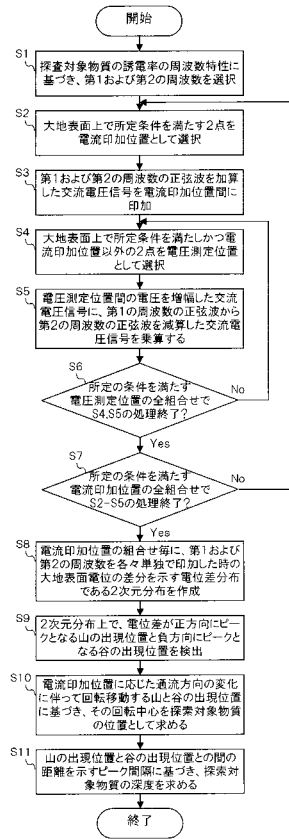 開始
S1
探査対象物質の誘電率の周波数特性に
基づき、第1および第2の周波数を選択
S2
大地表面上で所定条件を満たす2点を
電流印加位置として選択
S3
第1および第2の周波数の正弦波を加算
した交流電圧信号を電流印加位置間に
印加
S4
大地表面上で所定条件を満たしかつ電
流印加位置以外の2点を電圧測定位置
として選択
S5
電圧測定位置間の電圧を増幅した交流
電圧信号に、第1の周波数の正弦波から
第2の周波数の正弦波を減算した交流電
圧信号を乗算する
S6
所定の条件を満たす
電圧測定位置の全組合せで
S4,S5の処理終了?
No
Yes
S7
所定の条件を満たす
電流印加位置の全組合せで
S2-S5の処理終了?
No
Yes
S8
電流印加位置の組合せ毎に、第1および
第2の周波数を各々単独で印加した時の
大地表面電位の差分を示す電位差分布
である2次元分布を作成
S9
2次元分布上で、電位差が正方向にピー
クとなる山の出現位置と負方向にピークと
なる谷の出現位置を検出
S10
電流印加位置に応じた通流方向の変化
に伴って回転移動する山と谷の出現位置
に基づき、その回転中心を探索対象物質
の位置として求める
S11
山の出現位置と谷の出現位置との間の
距離を示すピーク間隔に基づき、探索対
象物質の深度を求める
終了